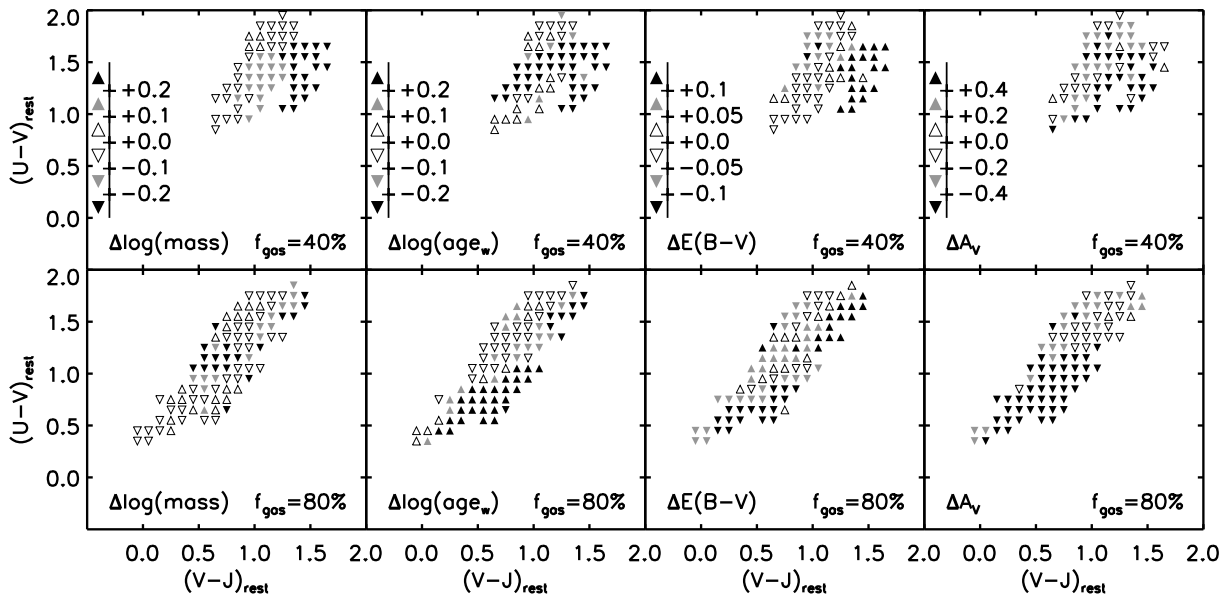 2.0
1.5
1.0
0.5
0.0
(U−V)rest
+0.2
+0.1
+0.0
−0.1
−0.2
Δlog(mass) fgas=40%
+0.2
+0.1
+0.0
−0.1
−0.2
Δlog(agew) fgas=40%
+0.1
+0.05
+0.0
−0.05
−0.1
ΔE(B−V) fgas=40%
+0.4
+0.2
+0.0
−0.2
−0.4
ΔAV fgas=40%
2.0
1.5
1.0
0.5
0.0
(U−V)rest
Δlog(mass) fgas=80%
Δlog(agew) fgas=80%
ΔE(B−V) fgas=80%
ΔAV fgas=80%
0.0 0.5 1.0 1.5 2.0 0.0 0.5 1.0 1.5 2.0 0.0 0.5 1.0 1.5 2.0 0.0 0.5 1.0 1.5 2.0
(V−J)rest (V−J)rest (V−J)rest (V−J)rest